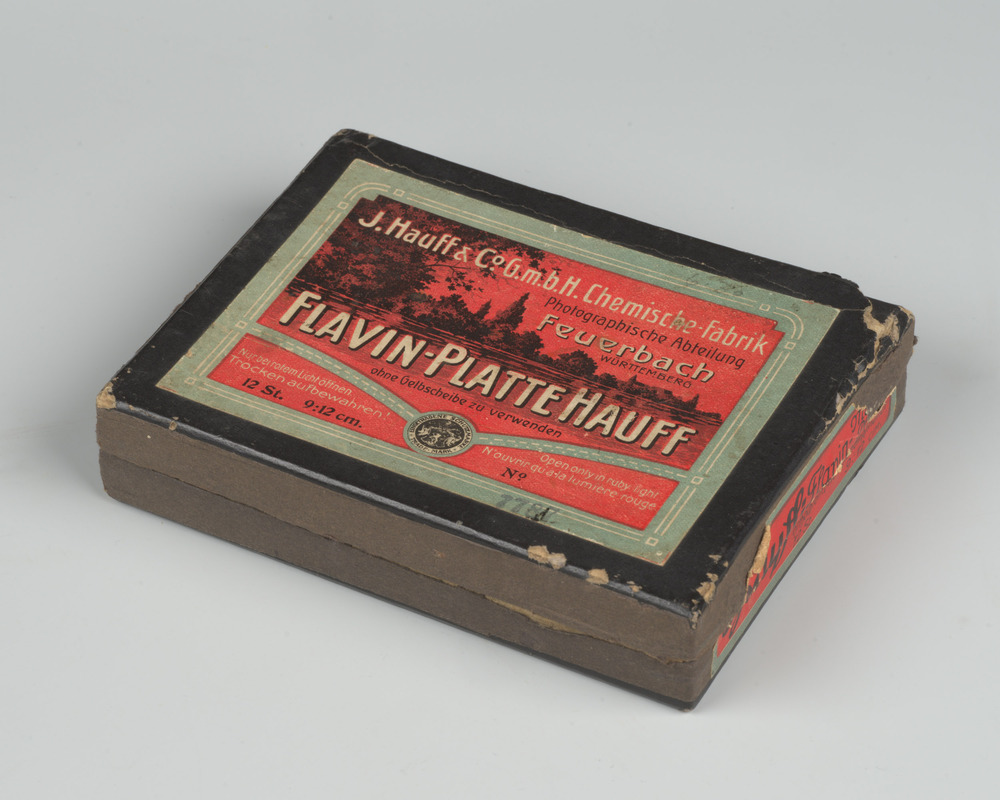 J. Hauff & Co G.m.b.H. Chemische-Fabrik
Photographische Abteilung
Feuerbach
WÜRTTEMBERG
FLAVIN-PLATTE HAUFF
ohne Gelbscheibe zu verwenden
Nur bei rotem Licht öffnen
Trocken aufbewahren!
12 St. 9:12 cm.
Open only in ruby light
N'ouvrir qu'a la lumière rouge
No